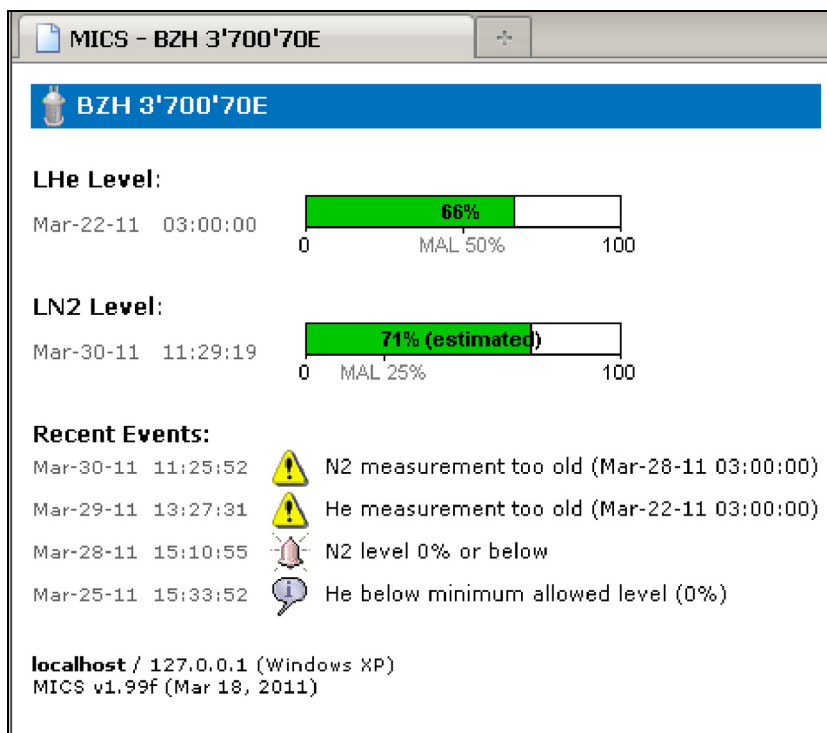 MICS - BZH 3'700'70E
BZH 3'700'70E
LHe Level:
Mar-22-11 03:00:00
66%
0 MAL 50% 100
LN2 Level:
Mar-30-11 11:29:19
71% (estimated)
0 MAL 25% 100
Recent Events:
Mar-30-11 11:25:52 N2 measurement too old (Mar-28-11 03:00:00)
Mar-29-11 13:27:31 He measurement too old (Mar-22-11 03:00:00)
Mar-28-11 15:10:55 N2 level 0% or below
Mar-25-11 15:33:52 He below minimum allowed level (0%)
localhost / 127.0.0.1 (Windows XP)
MICS v1.99f (Mar 18, 2011)